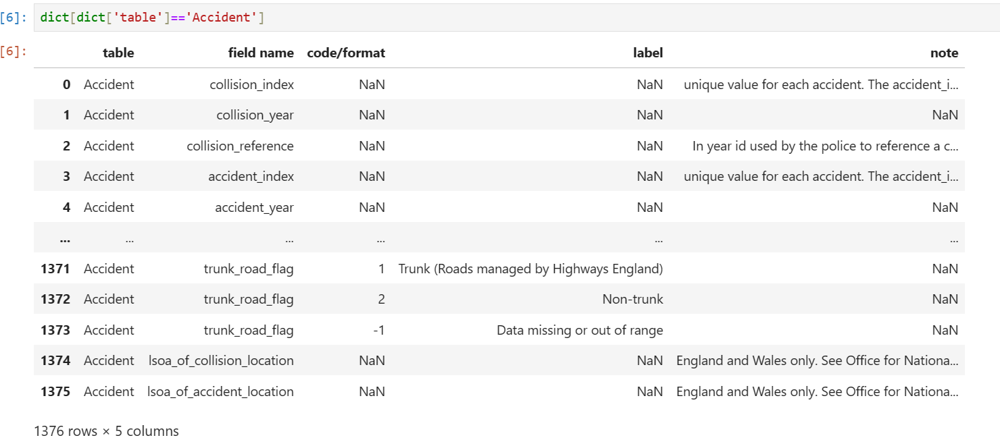 [6]: dict[dict['table']=='Accident']
[6]:
table field name code/format label note
0 Accident collision_index NaN NaN unique value for each accident. The accident_i...
1 Accident collision_year NaN NaN NaN
2 Accident collision_reference NaN NaN In year id used by the police to reference a c...
3 Accident accident_index NaN NaN unique value for each accident. The accident_i...
4 Accident accident_year NaN NaN NaN
... ... ... ... ... ...
1371 Accident trunk_road_flag 1 Trunk (Roads managed by Highways England) NaN
1372 Accident trunk_road_flag 2 Non-trunk NaN
1373 Accident trunk_road_flag -1 Data missing or out of range NaN
1374 Accident lsoa_of_collision_location NaN NaN England and Wales only. See Office for Nationa...
1375 Accident lsoa_of_accident_location NaN NaN England and Wales only. See Office for Nationa...
1376 rows × 5 columns